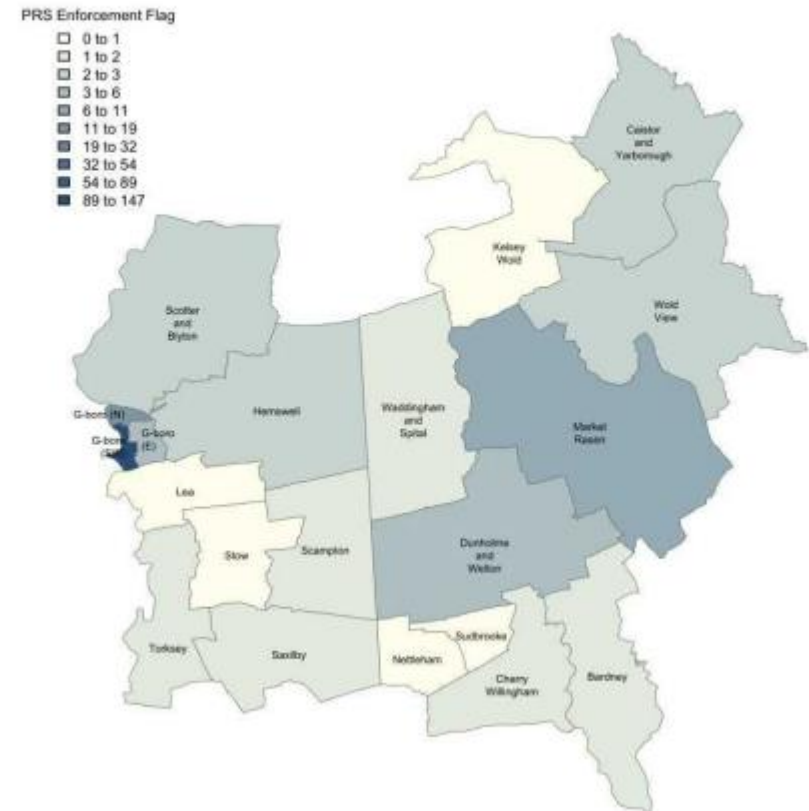 PRS Enforcement Flag
0 to 1
1 to 2
2 to 3
3 to 6
6 to 11
11 to 19
19 to 32
32 to 54
54 to 89
89 to 147
Caistor
and
Yarborough
Kelsey
Wold
Wold
View
Scotter
and
Blyton
Hemswell
Waddingham
and
Spital
Market
Rasen
G-boro (N)
G-boro
(E)
G-boro
Lea
Stow
Scampton
Dunholme
and
Welton
Torksey
Saxilby
Nettleham
Sudbrooke
Cherry
Willingham
Bardney